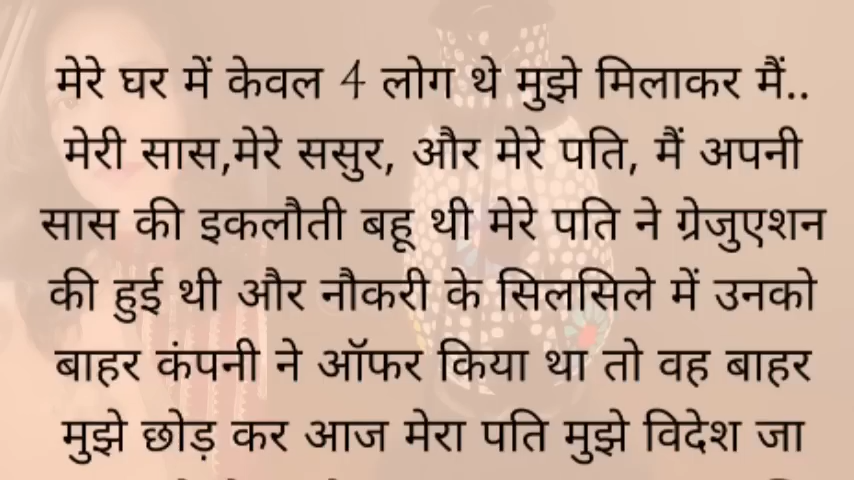 मेरे घर में केवल 4 लोग थे मुझे मिलाकर मैं..
मेरी सास,मेरे ससुर, और मेरे पति, मैं अपनी
सास की इकलौती बहू थी मेरे पति ने ग्रेजुएशन
की हुई थी और नौकरी के सिलसिले में उनको
बाहर कंपनी ने ऑफर किया था तो वह बाहर
मुझे छोड़ कर आज मेरा पति मुझे विदेश जा